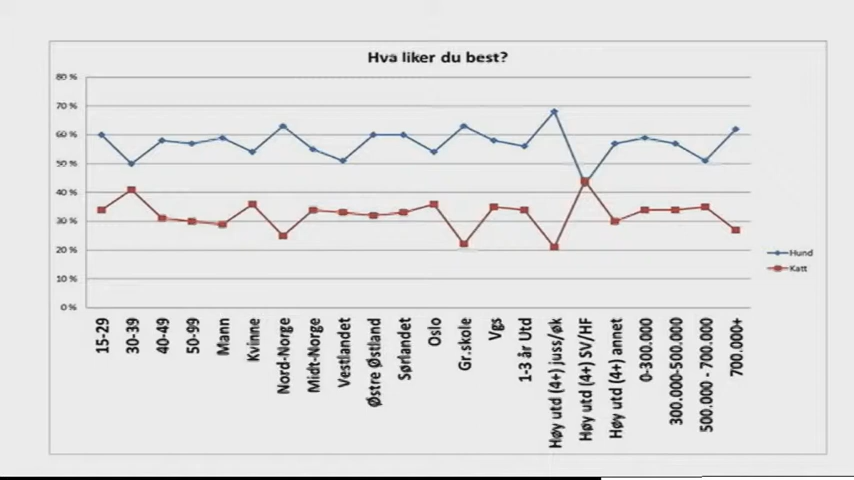 Hva liker du best?
80 %
70 %
60 %
50 %
40 %
30 %
20 %
10 %
0 %
15-29
30-39
40-49
50-99
Mann
Kvinne
Nord-Norge
Midt-Norge
Vestlandet
Østre Østland
Sørlandet
Oslo
Gr.skole
Vgs
1-3 år Utd
Høy utd (4+) juss/øk
Høy utd (4+) SV/HF
Høy utd (4+) annet
0-300.000
300.000-500.000
500.000 - 700.000
700.000+
Hund
Katt